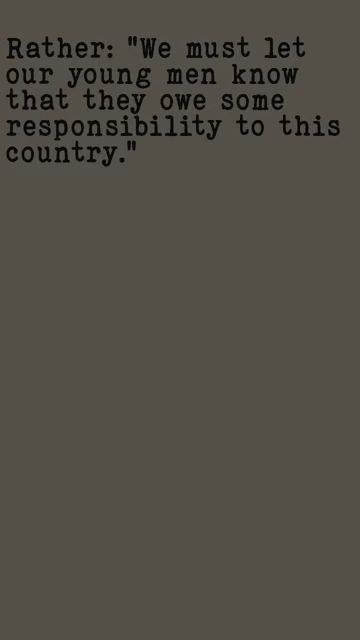 Rather: "We must let
our young men know
that they owe some
responsibility to this
country."